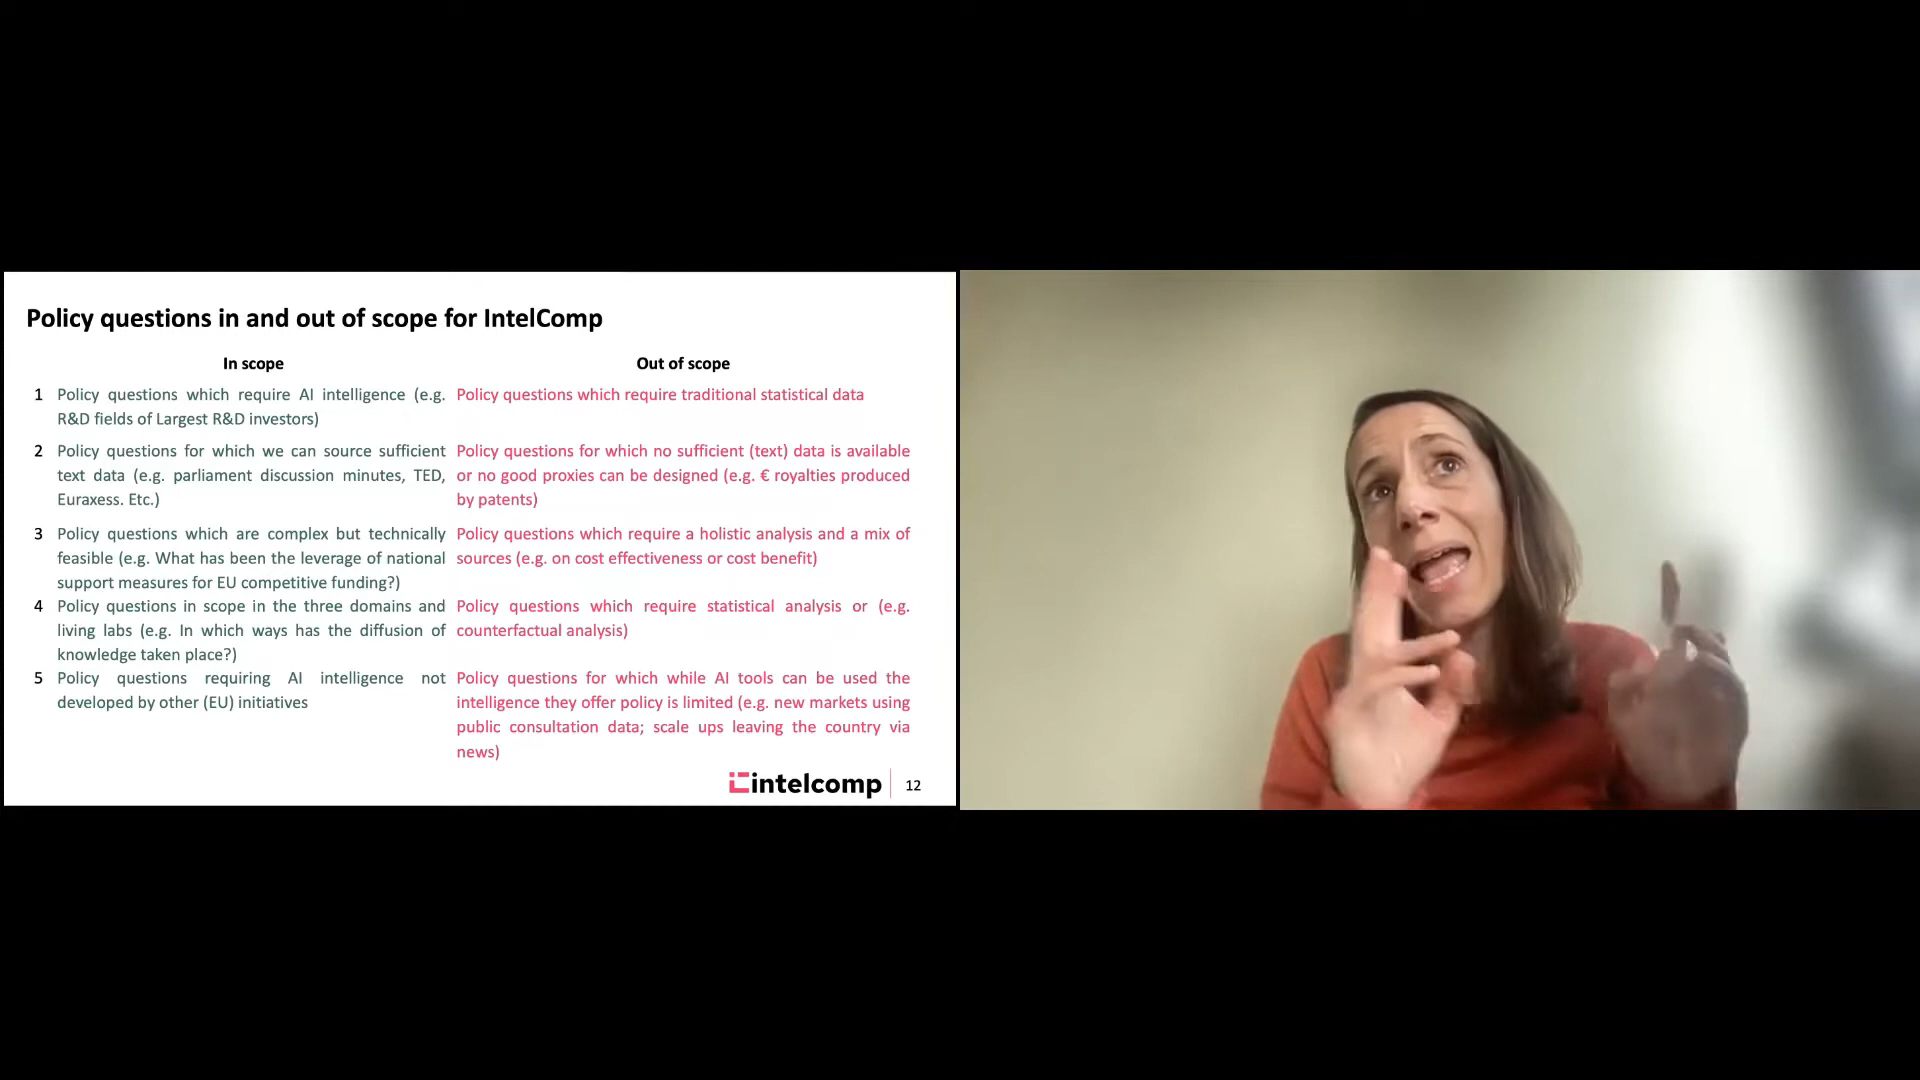 Policy questions in and out of scope for IntelComp
In scope
Out of scope
1 Policy questions which require AI intelligence (e.g.
R&D fields of Largest R&D investors)
Policy questions which require traditional statistical data
2 Policy questions for which we can source sufficient
text data (e.g. parliament discussion minutes, TED,
Euraxess. Etc.)
Policy questions for which no sufficient (text) data is available
or no good proxies can be designed (e.g. € royalties produced
by patents)
3 Policy questions which are complex but technically
feasible (e.g. What has been the leverage of national
support measures for EU competitive funding?)
Policy questions which require a holistic analysis and a mix of
sources (e.g. on cost effectiveness or cost benefit)
4 Policy questions in scope in the three domains and
living labs (e.g. In which ways has the diffusion of
knowledge taken place?)
Policy questions which require statistical analysis or (e.g.
counterfactual analysis)
5 Policy questions requiring AI intelligence not
developed by other (EU) initiatives
Policy questions for which while AI tools can be used the
intelligence they offer policy is limited (e.g. new markets using
public consultation data; scale ups leaving the country via
news)
intelcomp
12